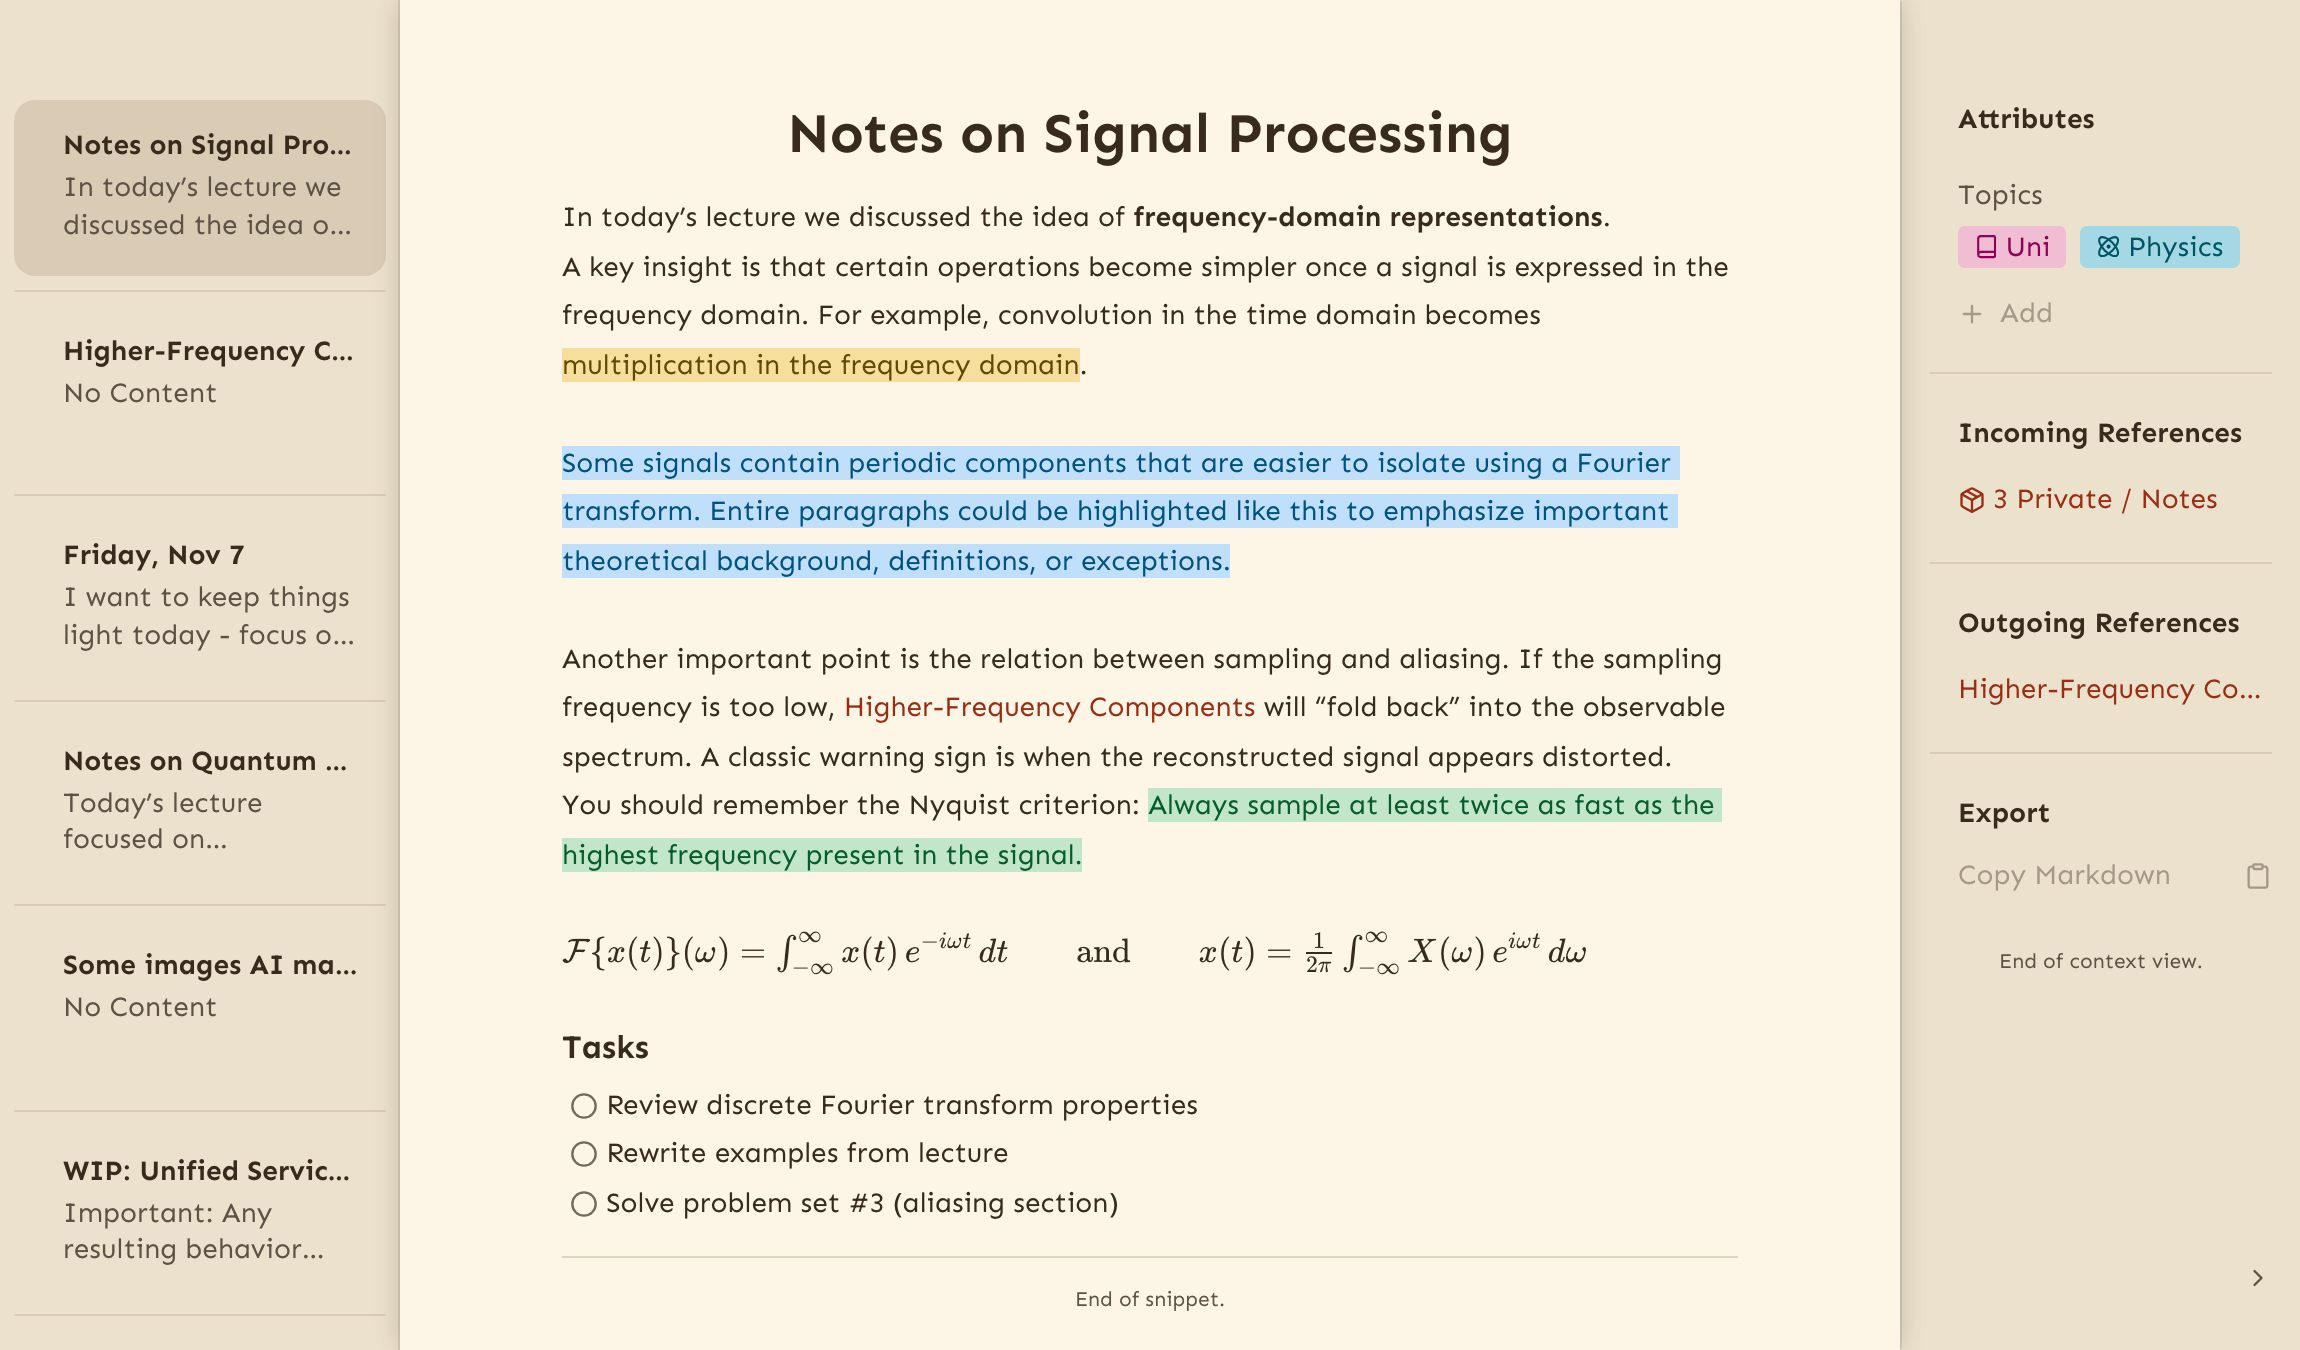 Notes on Signal Pro...
In today’s lecture we
discussed the idea o...
Higher-Frequency C...
No Content
Friday, Nov 7
I want to keep things
light today - focus o...
Notes on Quantum ...
Today’s lecture
focused on...
Some images AI ma...
No Content
WIP: Unified Servic...
Important: Any
resulting behavior...
Notes on Signal Processing
In today’s lecture we discussed the idea of frequency-domain representations.
A key insight is that certain operations become simpler once a signal is expressed in the
frequency domain. For example, convolution in the time domain becomes
multiplication in the frequency domain.
Some signals contain periodic components that are easier to isolate using a Fourier
transform. Entire paragraphs could be highlighted like this to emphasize important
theoretical background, definitions, or exceptions.
Another important point is the relation between sampling and aliasing. If the sampling
frequency is too low, Higher-Frequency Components will “fold back” into the observable
spectrum. A classic warning sign is when the reconstructed signal appears distorted.
You should remember the Nyquist criterion: Always sample at least twice as fast as the
highest frequency present in the signal.
ℱ{x(t)}(ω) = ∫_{-∞}^{∞} x(t) e^{-iωt} dt and x(t) = \frac{1}{2π} ∫_{-∞}^{∞} X(ω) e^{iωt} dω
Tasks
Review discrete Fourier transform properties
Rewrite examples from lecture
Solve problem set #3 (aliasing section)
End of snippet.
Attributes
Topics
Uni Physics
+ Add
Incoming References
3 Private / Notes
Outgoing References
Higher-Frequency Co...
Export
Copy Markdown
End of context view.